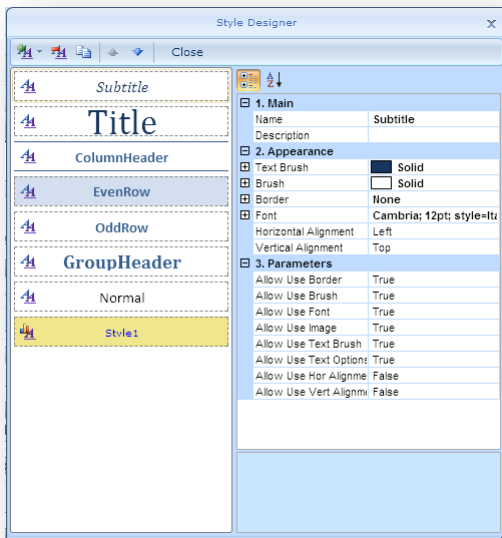 Style Designer
Close
Subtitle
Title
ColumnHeader
EvenRow
OddRow
GroupHeader
Normal
Style1
1. Main
Name Subtitle
Description
2. Appearance
Text Brush Solid
Brush Solid
Border None
Font Cambria; 12pt; style=Ita
Horizontal Alignment Left
Vertical Alignment Top
3. Parameters
Allow Use Border True
Allow Use Brush True
Allow Use Font True
Allow Use Image True
Allow Use Text Brush True
Allow Use Text Options True
Allow Use Hor Alignme False
Allow Use Vert Alignm False